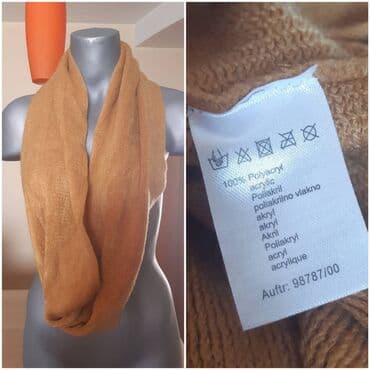 100% Polyacryl
acrylic
Poliakril
poliakrilno vlakno
akryl
akryl
Akril
Poliakryl
acryl
acrylique
Auftr: 98787/00